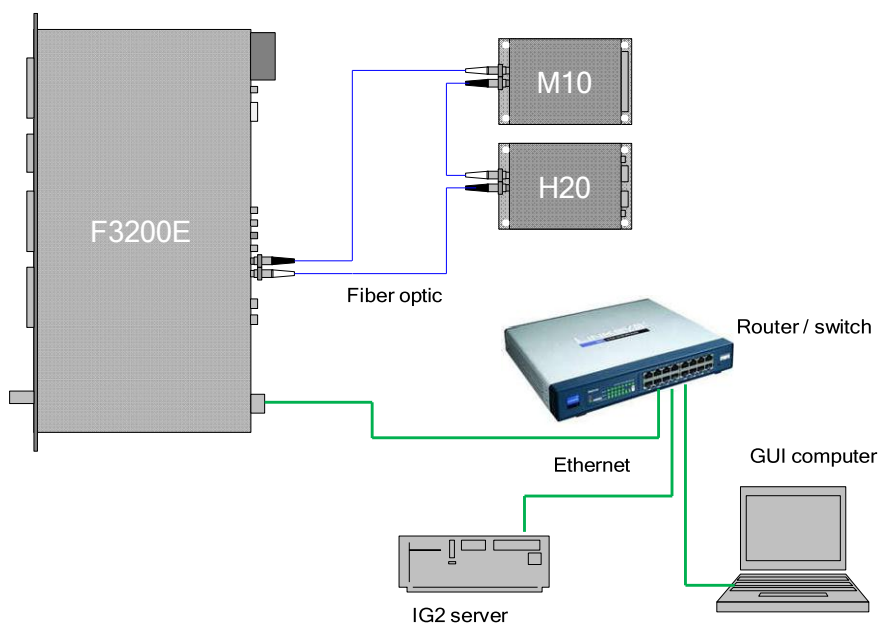 M10
H20
F3200E
Fiber optic
Router / switch
Ethernet
GUI computer
IG2 server